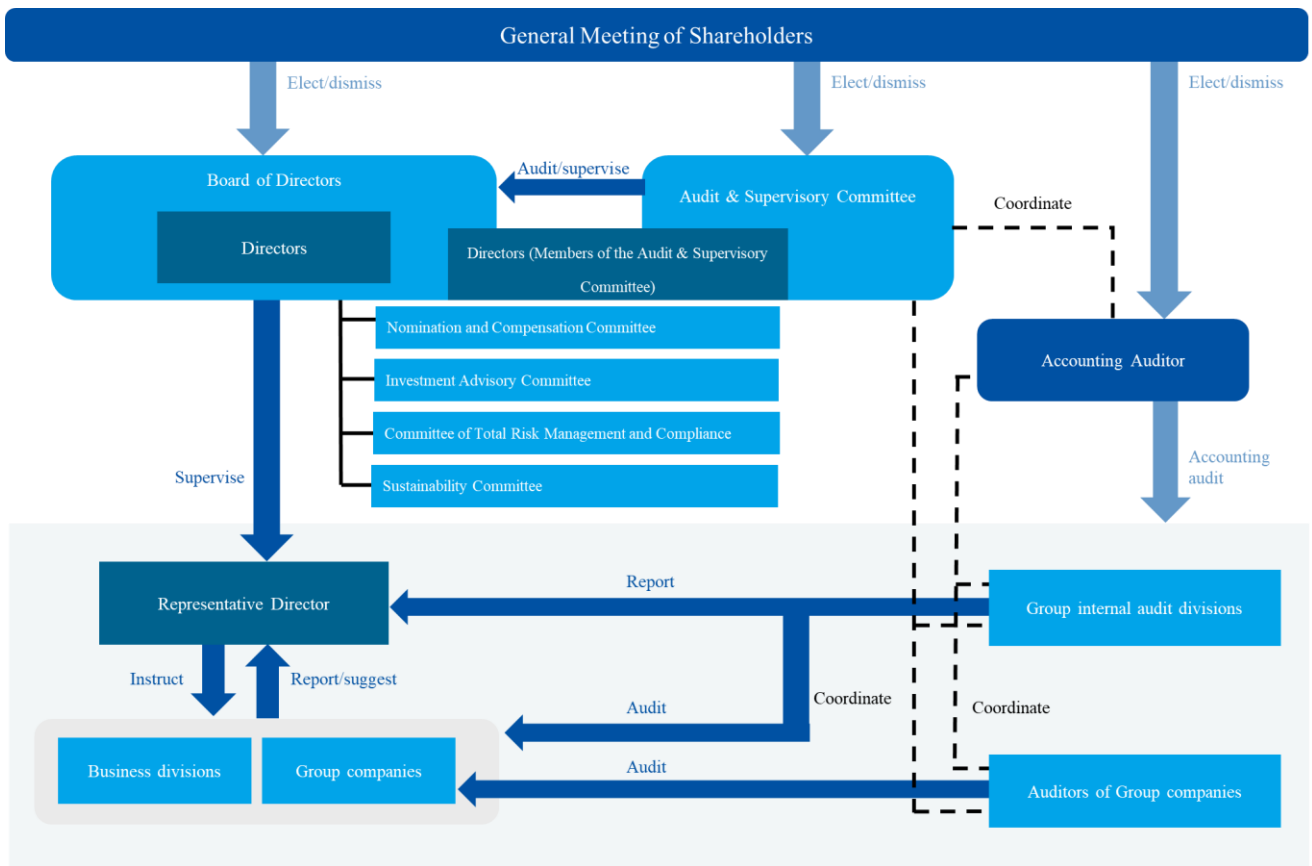 General Meeting of Shareholders
Elect/dismiss
Elect/dismiss
Elect/dismiss
Board of Directors
Audit/supervise
Audit & Supervisory Committee
Coordinate
Directors
Directors (Members of the Audit & Supervisory
Committee)
Nomination and Compensation Committee
Investment Advisory Committee
Committee of Total Risk Management and Compliance
Sustainability Committee
Accounting Auditor
Supervise
Accounting
audit
Representative Director
Report
Group internal audit divisions
Instruct
Report/suggest
Audit
Coordinate
Coordinate
Business divisions
Group companies
Audit
Auditors of Group companies